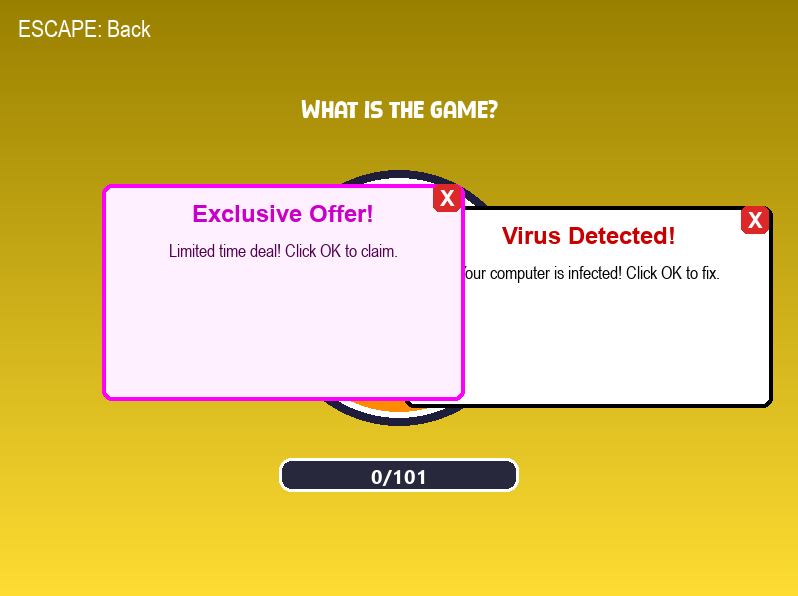 ESCAPE: Back
WHAT IS THE GAME?
Exclusive Offer!
X
Limited time deal! Click OK to claim.
Virus Detected!
X
Your computer is infected! Click OK to fix.
0/101